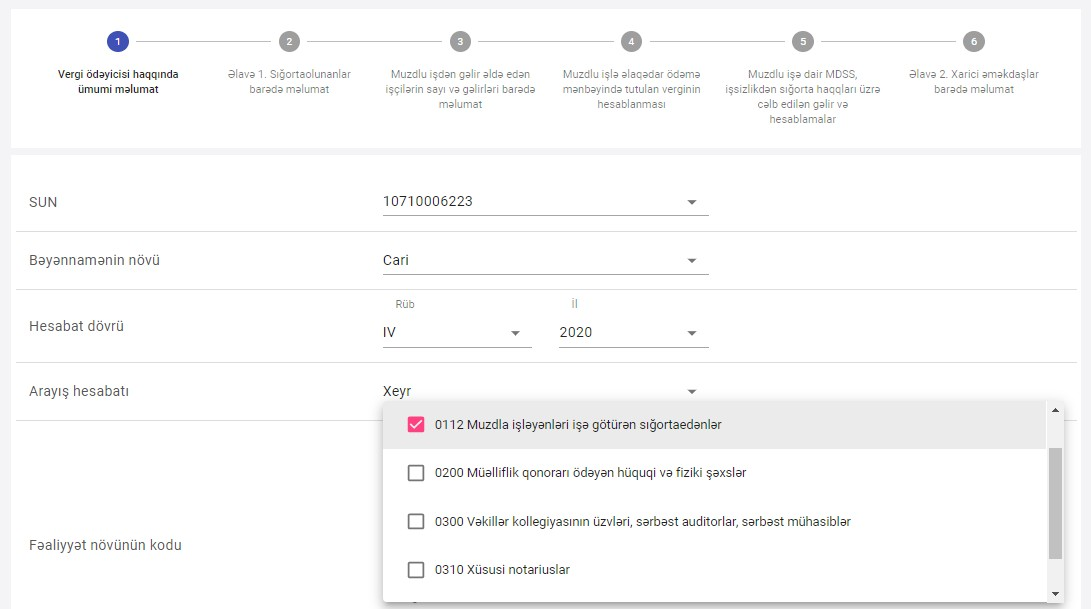 1
2
3
4
5
6
Vergi ödəyicisi haqqında
ümumi məlumat
Əlavə 1. Sığortaolunanlar
barədə məlumat
Muzdlu işdən gəlir əldə edən
işçilərin sayı və gəlirləri barədə
məlumat
Muzdlu işlə əlaqədar ödəmə
mənbəyində tutulan verginin
hesablanması
Muzdlu işə dair MDSS,
işsizlikdən sığorta haqqları üzrə
cəlb edilən gəlir və
hesablamalar
Əlavə 2. Xarici əməkdaşlar
barədə məlumat
SUN
10710006223
Bəyənnamənin növü
Cari
Hesabat dövrü
Rüb
İl
IV
2020
Arayış hesabatı
Xeyr
0112 Muzdla işləyənləri işə götürən sığortaedənlər
0200 Müəlliflik qonorarı ödəyən hüquqi və fiziki şəxslər
0300 Vəkillər kollegiyasının üzvləri, sərbəst auditorlar, sərbəst mühasiblər
Fəaliyyət növünün kodu
0310 Xüsusi notariuslar